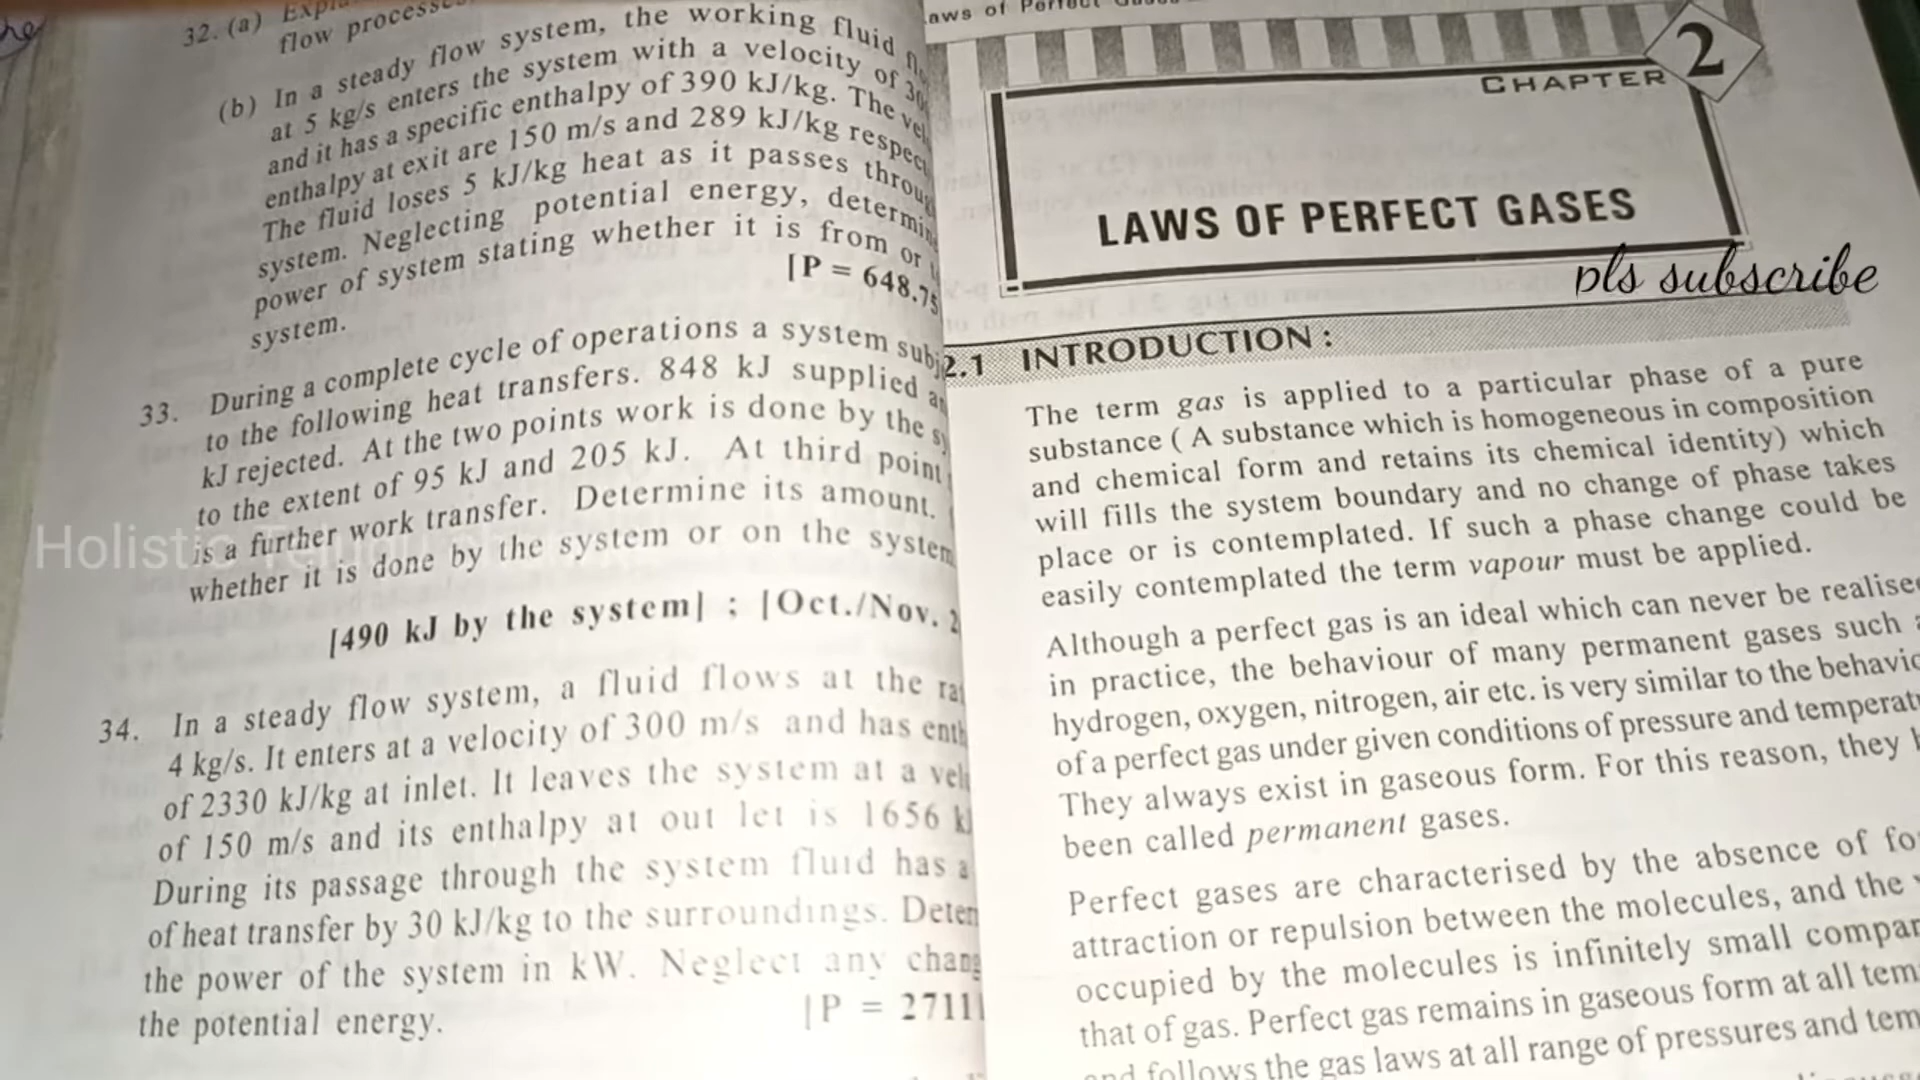 32. (a)
flow
(b) In a steady flow system, the working fluid
at 5 kg/s enters the system with a velocity of
and it has a specific enthalpy of 390 kJ/kg. The
enthalpy at exit are 150 m/s and 289 kJ/kg
The fluid loses 5 kJ/kg heat as it passes
system. Neglecting potential energy,
power of system stating whether it is from or
system.
[P = 648.75
33. During a complete cycle of operations a system
to the following heat transfers. 848 kJ supplied
kJ rejected. At the two points work is done by the
to the extent of 95 kJ and 205 kJ. At third point
is a further work transfer. Determine its amount.
whether it is done by the system or on the system
[490 kJ by the system] ; [Oct./Nov. 2
34. In a steady flow system, a fluid flows at the
4 kg/s. It enters at a velocity of 300 m/s and has
of 2330 kJ/kg at inlet. It leaves the system at a
of 150 m/s and its enthalpy at out let is 1656
During its passage through the system fluid has a
of heat transfer by 30 kJ/kg to the surroundings.
the power of the system in kW. Neglect any
the potential energy.
[P = 2711
Holistic
of
CHAPTER 2
LAWS OF PERFECT GASES
pls subscribe
2.1 INTRODUCTION :
The term gas is applied to a particular phase of a pure
substance ( A substance which is homogeneous in composition
and chemical form and retains its chemical identity) which
will fills the system boundary and no change of phase takes
place or is contemplated. If such a phase change could be
easily contemplated the term vapour must be applied.
Although a perfect gas is an ideal which can never be
in practice, the behaviour of many permanent gases such
hydrogen, oxygen, nitrogen, air etc. is very similar to the
of a perfect gas under given conditions of pressure and
They always exist in gaseous form. For this reason, they
been called permanent gases.
Perfect gases are characterised by the absence of
attraction or repulsion between the molecules, and the
occupied by the molecules is infinitely small
that of gas. Perfect gas remains in gaseous form at all
and follows the gas laws at all range of pressures and